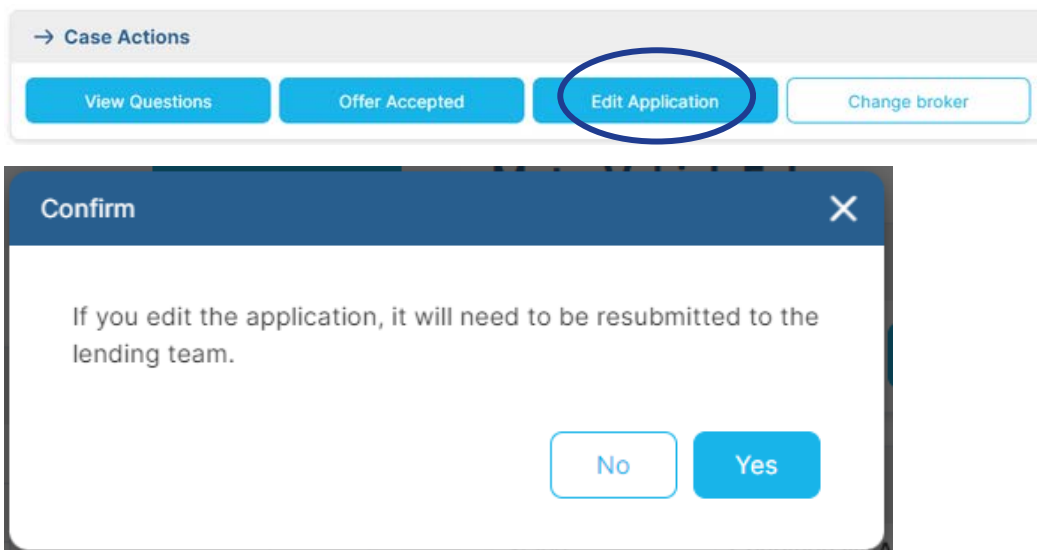 → Case Actions
View Questions Offer Accepted Edit Application Change broker
Confirm
If you edit the application, it will need to be resubmitted to the
lending team.
No Yes